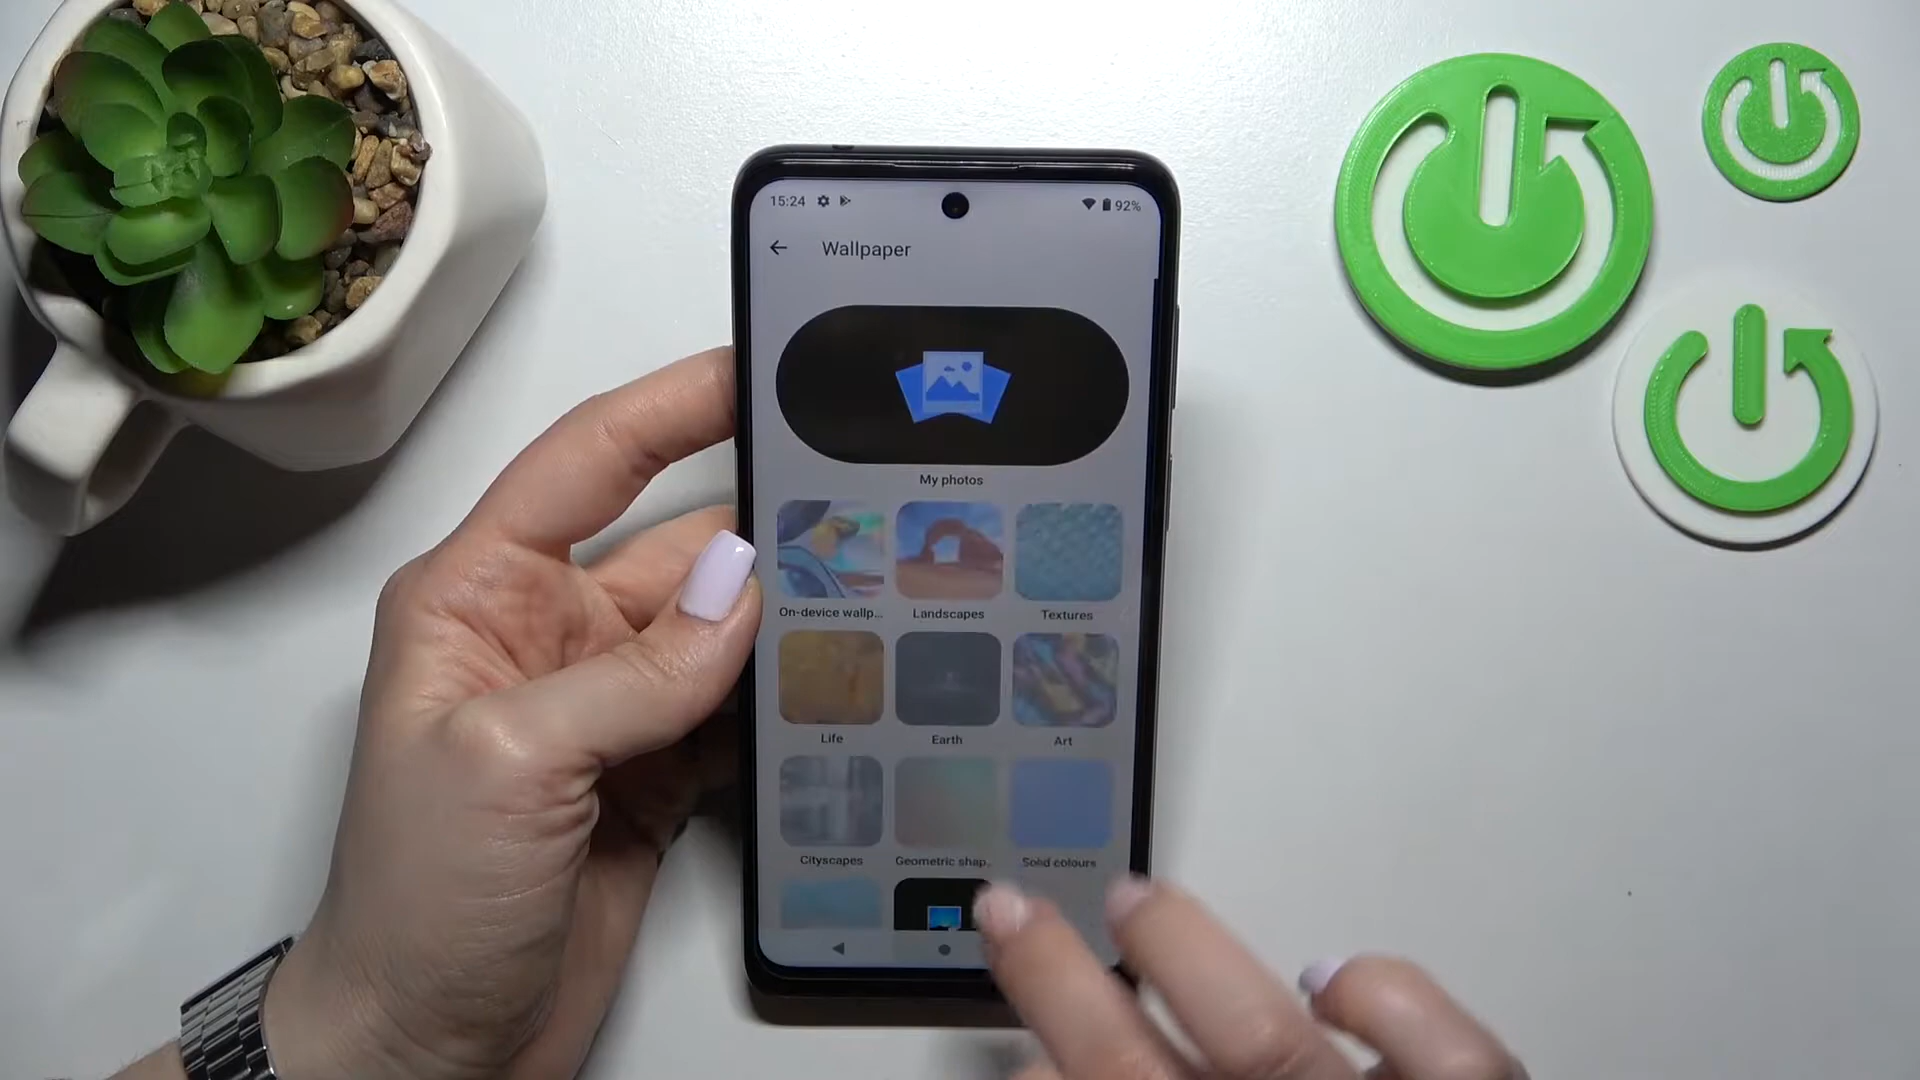 15:24 92%
Wallpaper
My photos
On-device wallp... Landscapes Textures
Life Earth Art
Cityscapes Geometric shap.. Solid colours